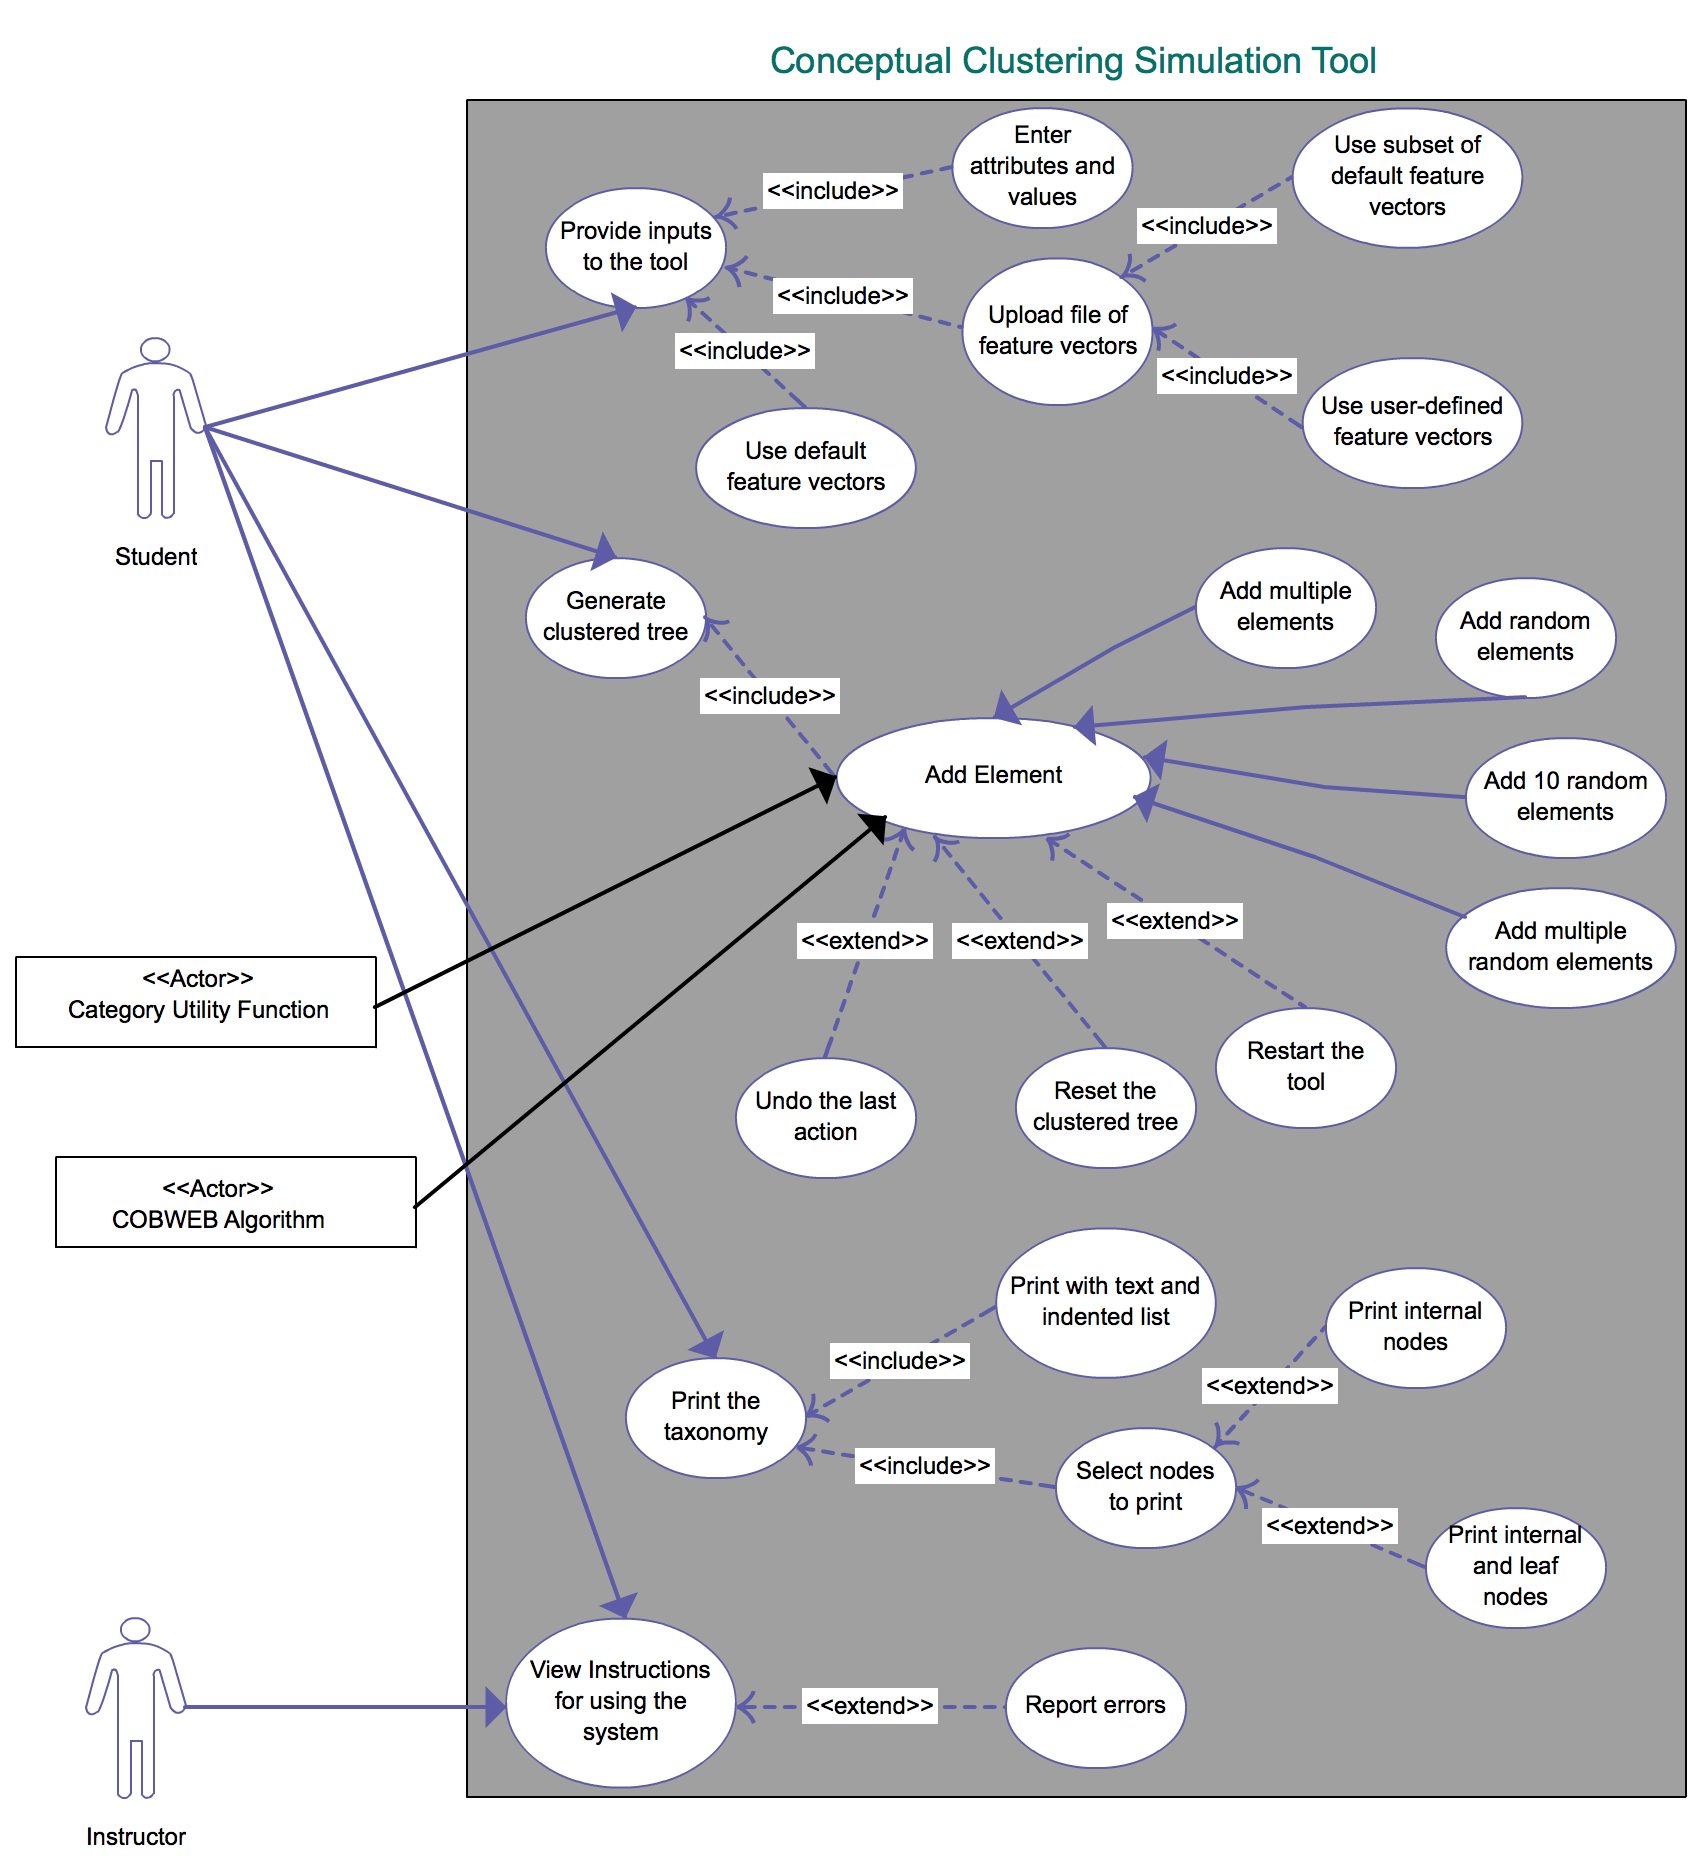 Conceptual Clustering Simulation Tool
Enter
attributes and
values
Use subset of
default feature
vectors
<<include>>
<<include>>
Provide inputs
to the tool
<<include>>
Upload file of
feature vectors
<<include>>
<<include>>
Use user-defined
feature vectors
Use default
feature vectors
Student
Generate
clustered tree
Add multiple
elements
Add random
elements
<<include>>
Add Element
Add 10 random
elements
<<extend>>
<<extend>>
<<extend>>
Add multiple
random elements
<<Actor>>
Category Utility Function
Undo the last
action
Reset the
clustered tree
Restart the
tool
<<Actor>>
COBWEB Algorithm
Print with text and
indented list
Print internal
nodes
<<include>>
<<extend>>
Print the
taxonomy
<<include>>
Select nodes
to print
<<extend>>
Print internal
and leaf
nodes
View Instructions
for using the
system
<<extend>>
Report errors
Instructor